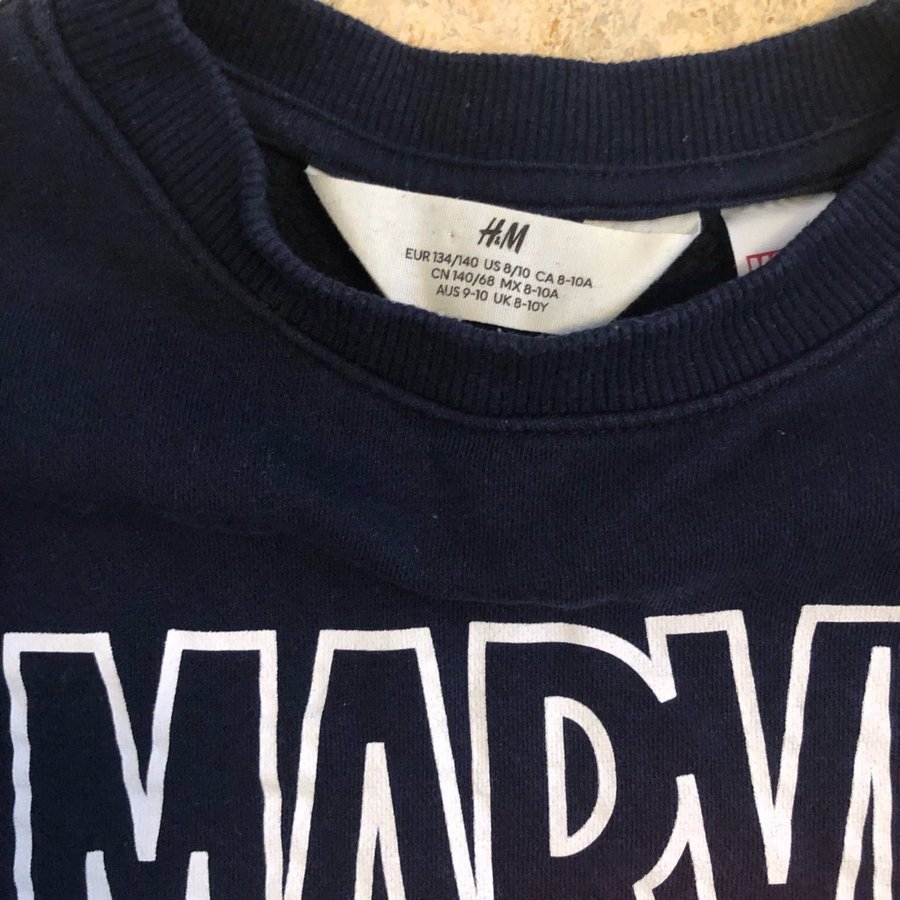 H&M
EUR 134/140 US 8/10 CA 8-10A
CN 140/68 MX 8-10A
AUS 9-10 UK 8-10Y
MARV